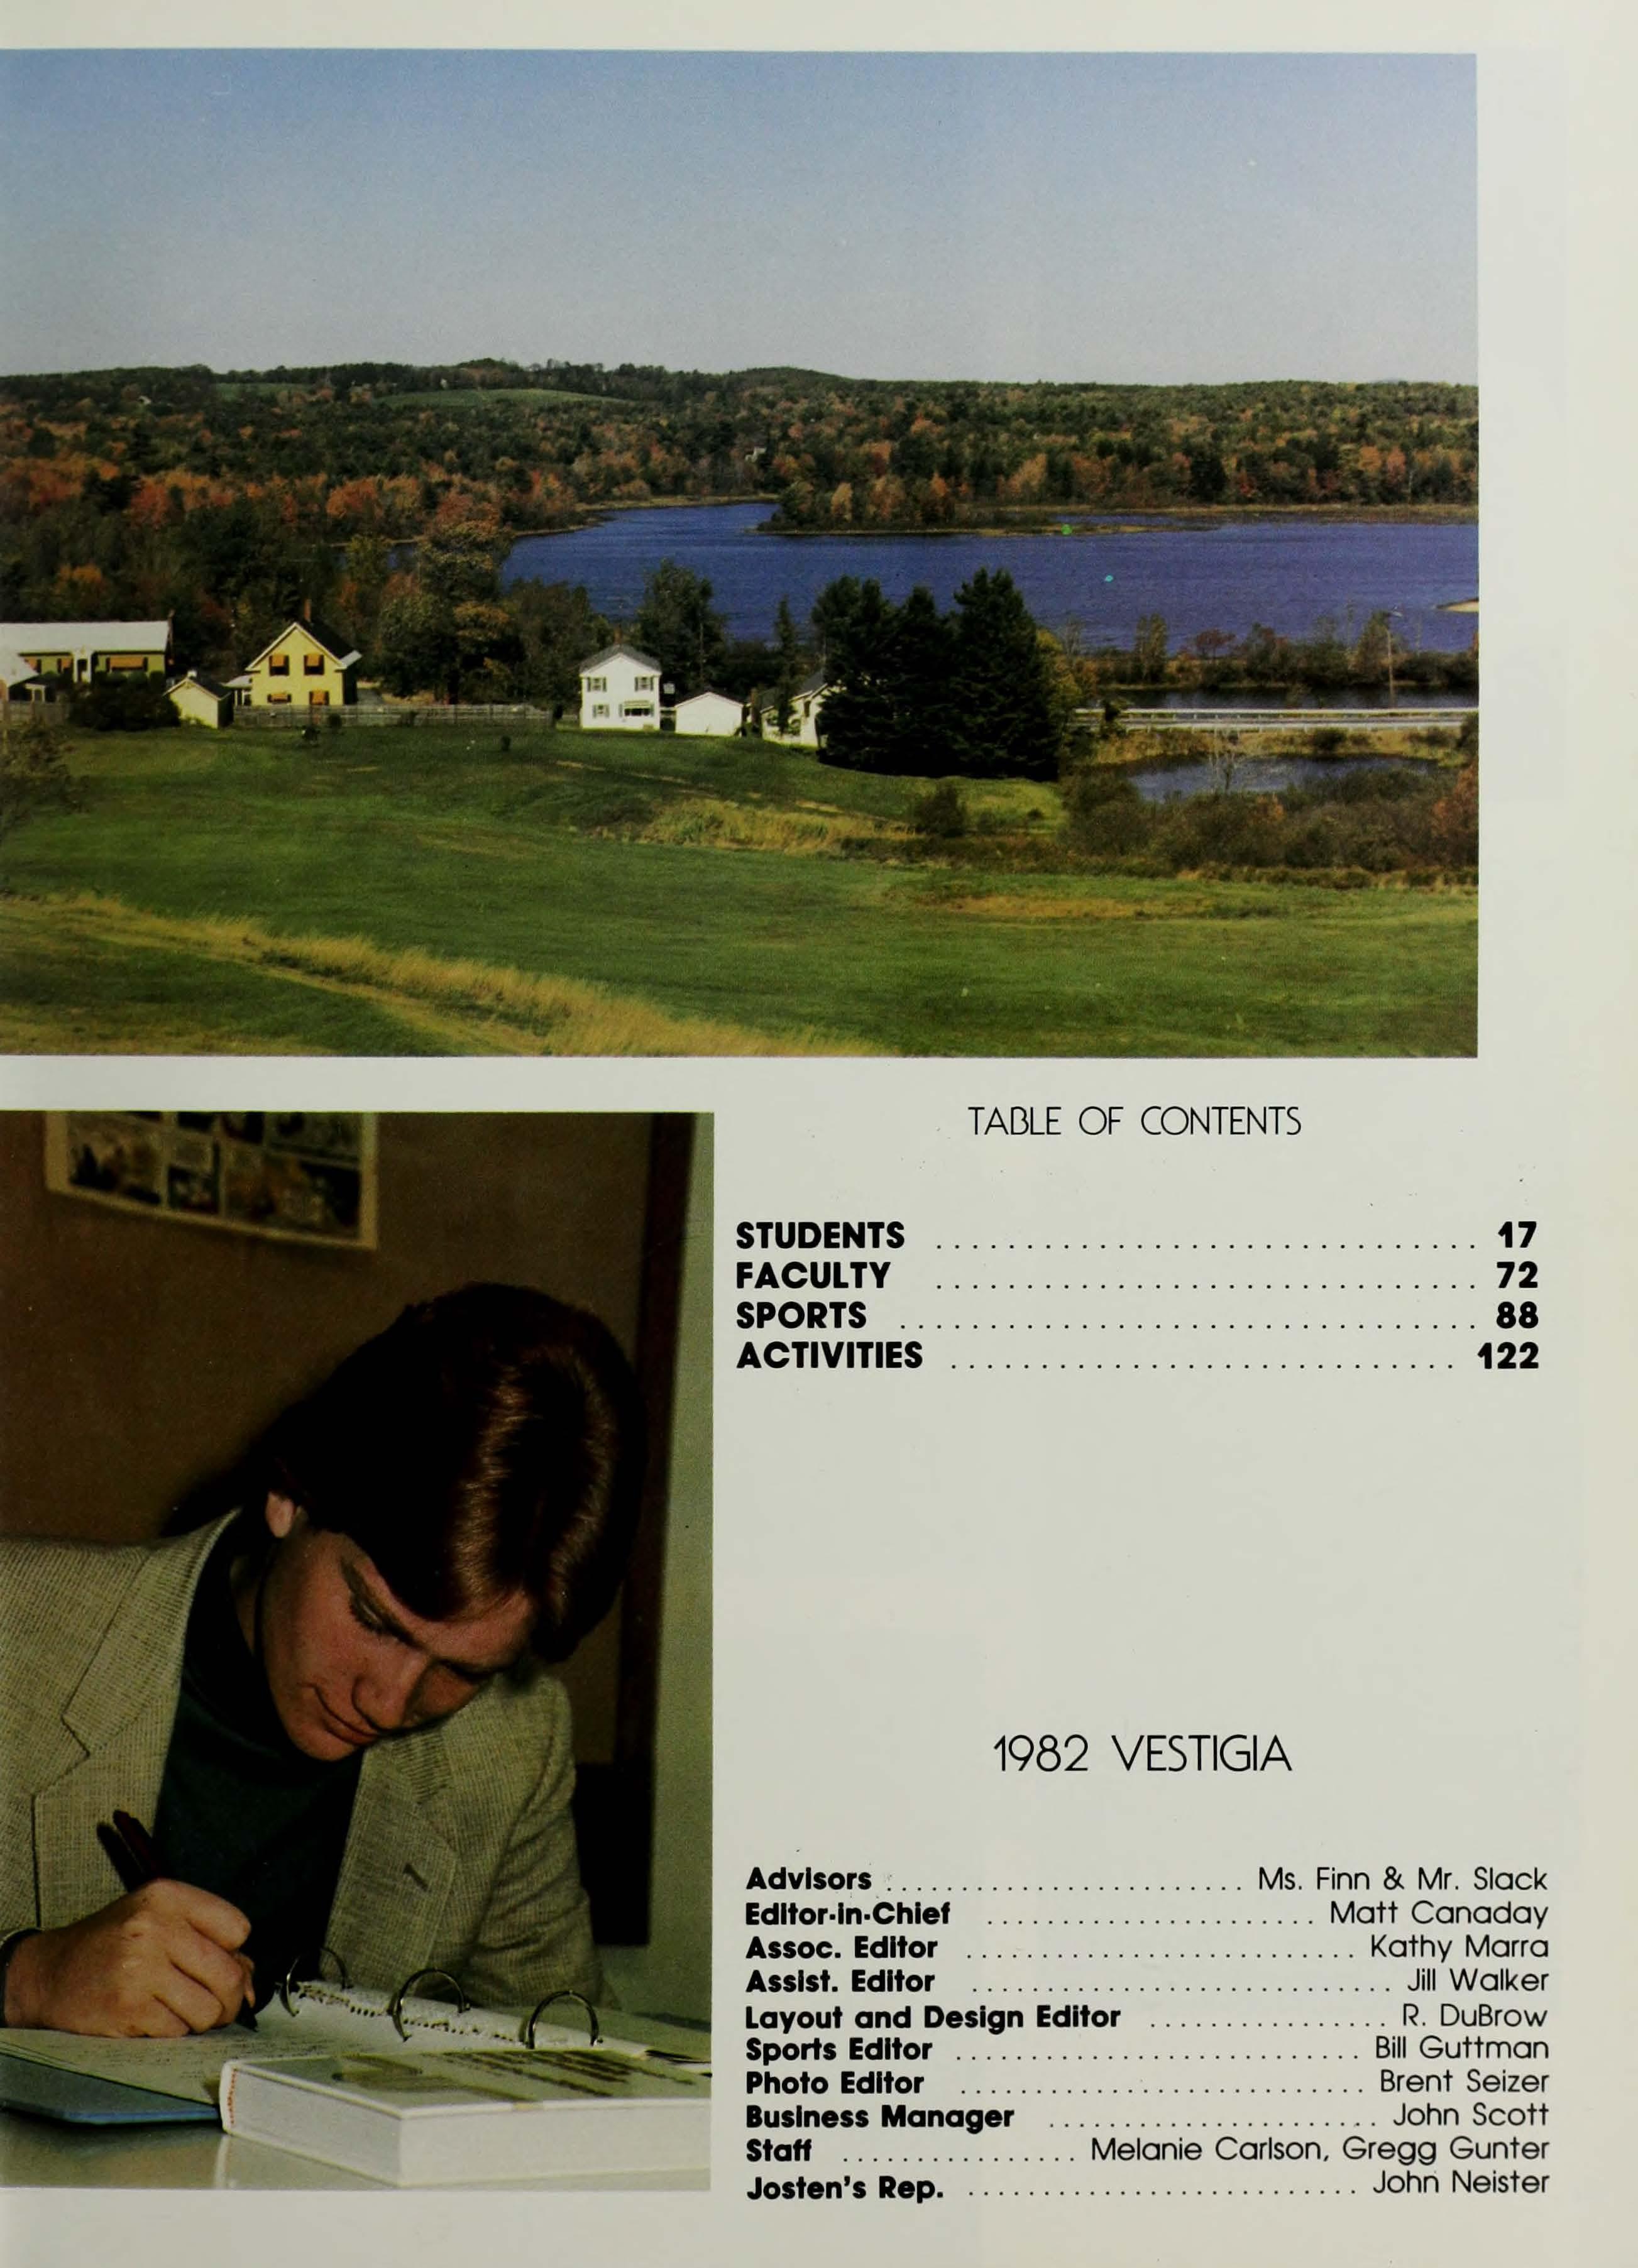 TABLE OF CONTENTS
STUDENTS .............................. 17
FACULTY .............................. 72
SPORTS ................................ 88
ACTIVITIES ............................ 122
1982 VESTIGIA
Advisors ........................ Ms. Finn & Mr. Slack
Editor-in-Chief ...................... Matt Canaday
Assoc. Editor .......................... Kathy Marra
Assist. Editor ............................ Jill Walker
Layout and Design Editor ................ R. DuBrow
Sports Editor ........................... Bill Guttman
Photo Editor ........................... Brent Seizer
Business Manager ...................... John Scott
Staff ................ Melanie Carlson, Gregg Gunter
Josten's Rep. .......................... John Neister